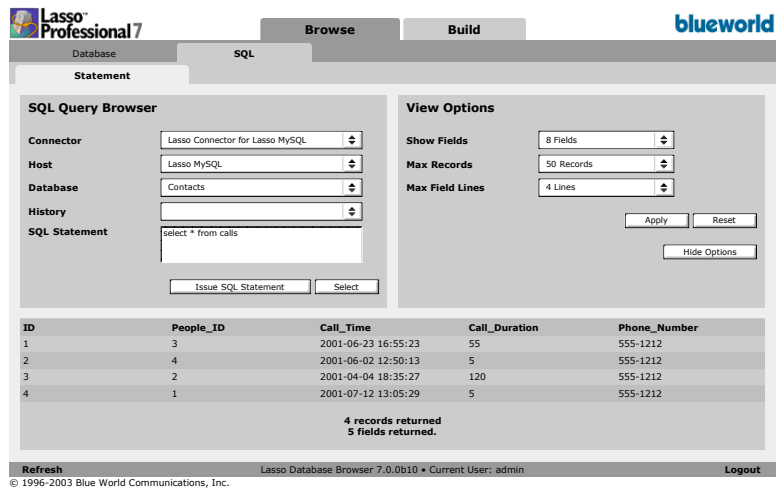 Lasso™
Professional 7
Browse Build
blueworld
Database SQL
Statement
SQL Query Browser
Connector Lasso Connector for Lasso MySQL
Host Lasso MySQL
Database Contacts
History
SQL Statement select * from calls
Issue SQL Statement Select
View Options
Show Fields 8 Fields
Max Records 50 Records
Max Field Lines 4 Lines
Apply Reset
Hide Options
ID People_ID Call_Time Call_Duration Phone_Number
1 3 2001-06-23 16:55:23 55 555-1212
2 4 2001-06-02 12:50:13 5 555-1212
3 2 2001-04-04 18:35:27 120 555-1212
4 1 2001-07-12 13:05:29 5 555-1212
4 records returned
5 fields returned.
Refresh Lasso Database Browser 7.0.0b10 • Current User: admin Logout
© 1996-2003 Blue World Communications, Inc.